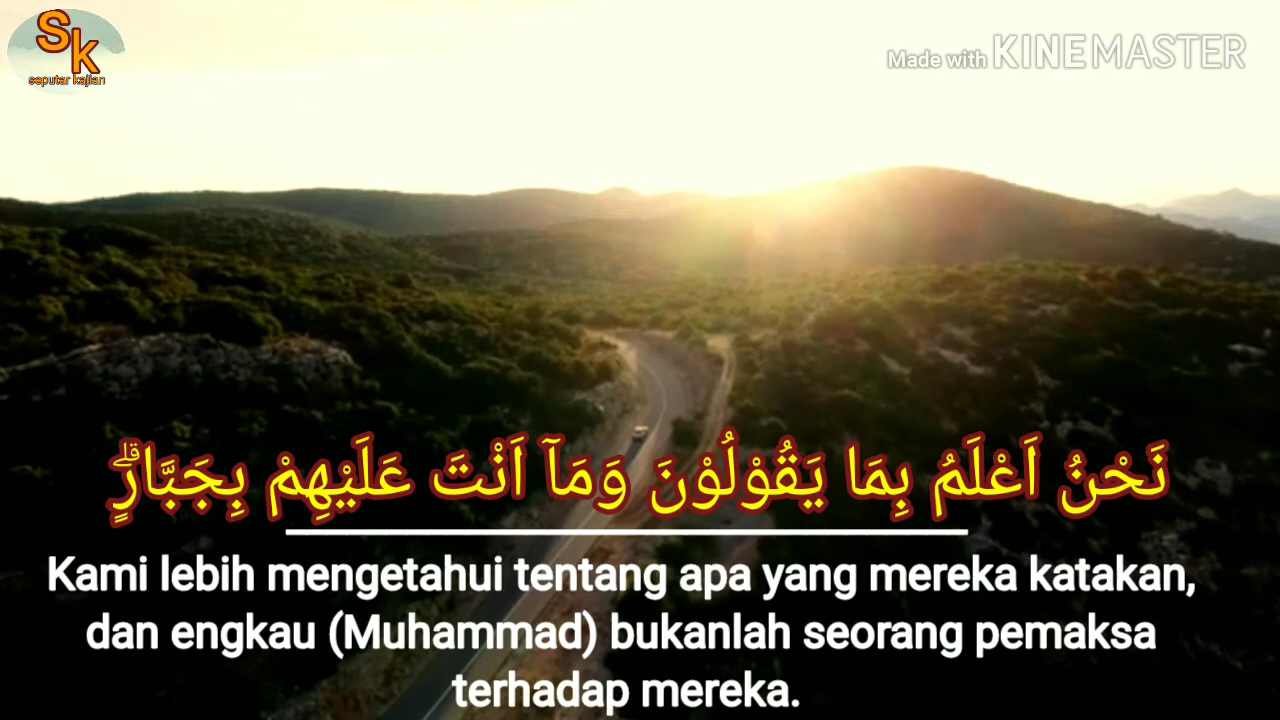 SK
seputar kajian
Made with KINEMASTER
نَحْنُ اَعْلَمُ بِمَا يَقُوْلُوْنَ وَمَآ اَنْتَ عَلَيْهِمْ بِجَبَّارٍۗ
Kami lebih mengetahui tentang apa yang mereka katakan,
dan engkau (Muhammad) bukanlah seorang pemaksa
terhadap mereka.